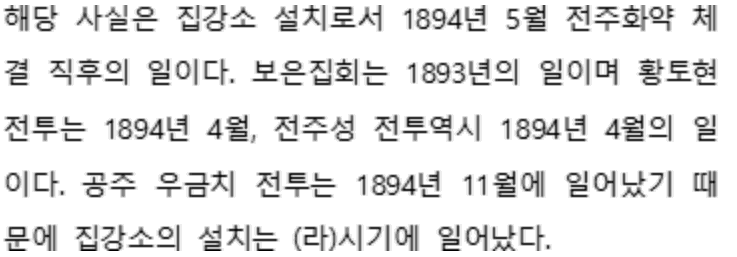 해당 사실은 집강소 설치로서 1894년 5월 전주화약 체
결 직후의 일이다. 보은집회는 1893년의 일이며 황토현
전투는 1894년 4월, 전주성 전투역시 1894년 4월의 일
이다. 공주 우금치 전투는 1894년 11월에 일어났기 때
문에 집강소의 설치는 (라)시기에 일어났다.